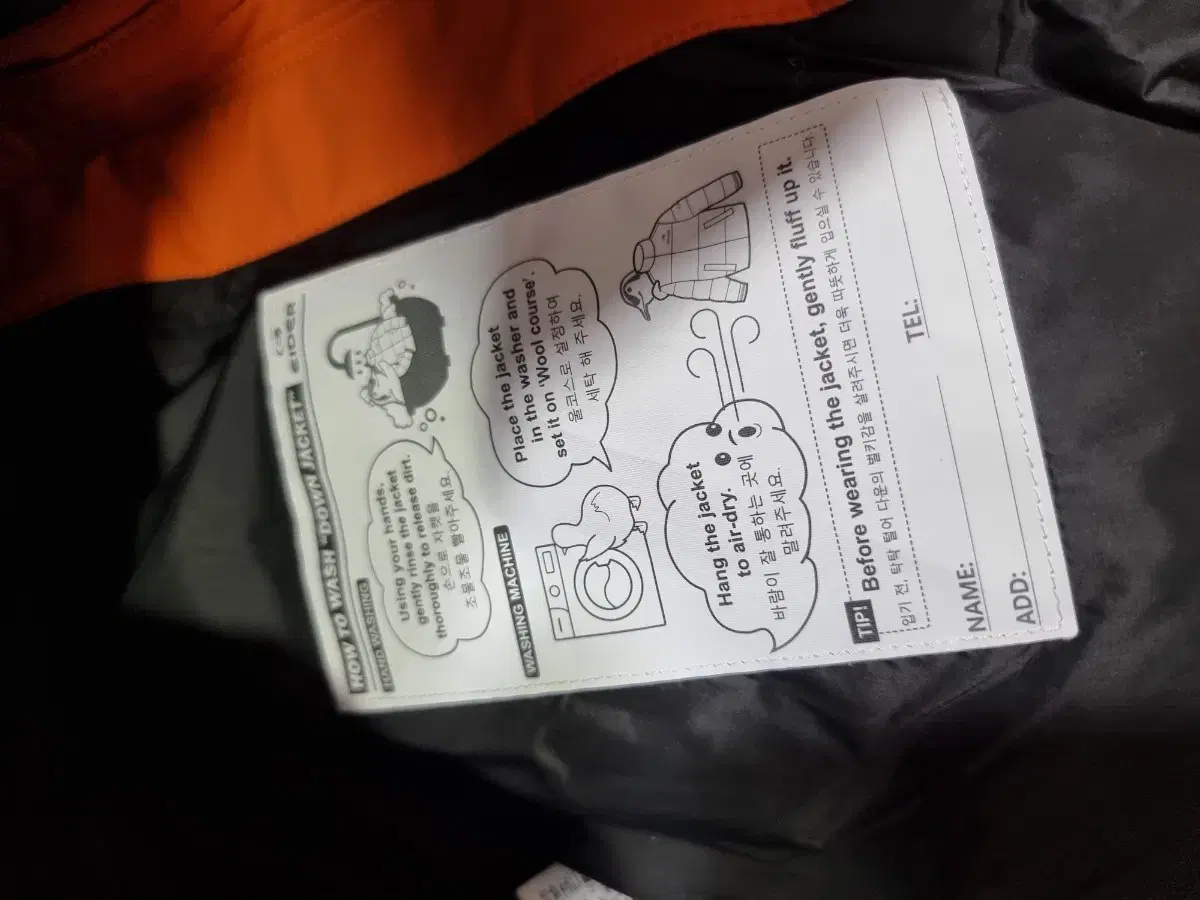 HOW TO WASH "DOWN JACKET"
EIDER
HAND WASHING
Using your hands,
gently rinse the jacket
thoroughly to release dirt.
손으로 자켓을
조물조물 빨아주세요.
WASHING MACHINE
Place the jacket
in the washer and
set it on 'Wool course'.
울코스로 설정하여
세탁 해 주세요.
Hang the jacket
to air-dry.
바람이 잘 통하는 곳에
말려주세요.
TIP! Before wearing the jacket, gently fluff up it.
입기 전, 탁탁 털어 다운의 벌키감을 살려주시면 더욱 따뜻하게 입으실 수 있습니다.
NAME: TEL:
ADD: